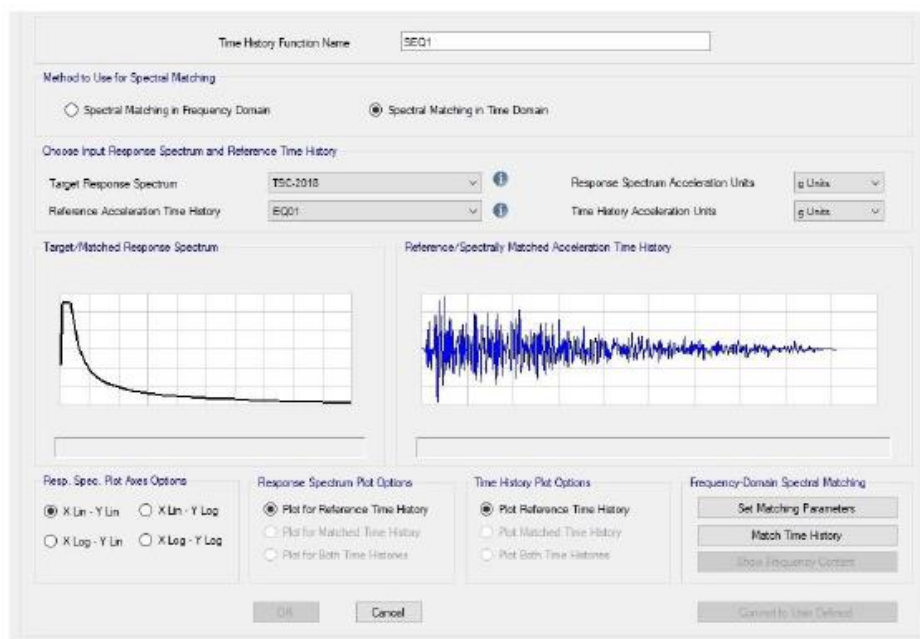 Time History Function Name SEQ1
Method to Use for Spectral Matching
Spectral Matching in Frequency Domain Spectral Matching in Time Domain
Choose Input Response Spectrum and Reference Time History
Target Response Spectrum TSC-2018 Response Spectrum Acceleration Units g Units
Reference Acceleration Time History EQ01 Time History Acceleration Units g Units
Target/Matched Response Spectrum Reference/Spectrally Matched Acceleration Time History
Resp. Spec. Plot Axes Options Response Spectrum Plot Options Time History Plot Options Frequency-Domain Spectral Matching
X Lin - Y Lin X Lin - Y Log Plot for Reference Time History Plot Reference Time History Set Matching Parameters
X Log - Y Lin X Log - Y Log Plot for Matched Time History Plot Matched Time History Match Time History
Plot for Both Time Histories Plot Both Time Histories Show Frequency Content
OK Cancel Convert to User Defined